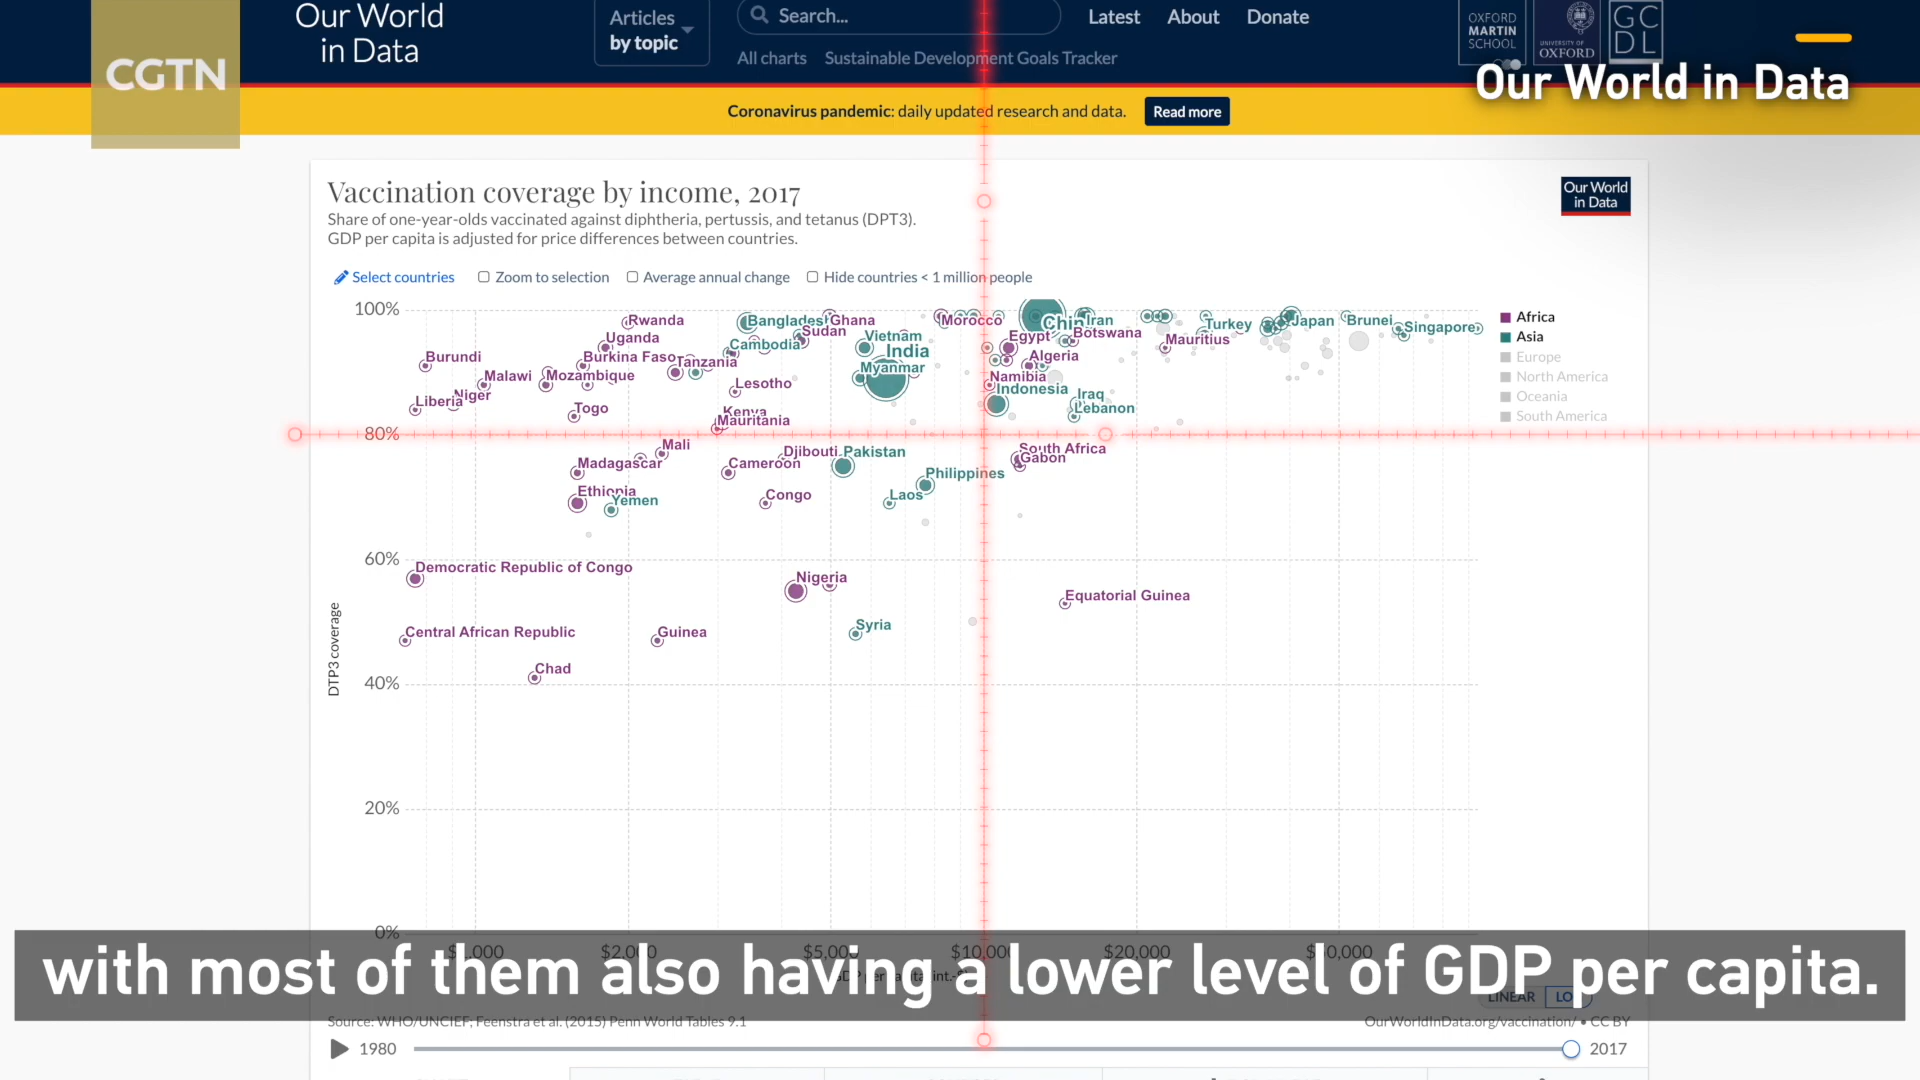 Our World
in Data
Articles
by topic
Search...
Latest
About
Donate
All charts
Sustainable Development Goals Tracker
OXFORD
MARTIN
SCHOOL
UNIVERSITY OF
OXFORD
GC
DL
CGTN
Our World in Data
Coronavirus pandemic: daily updated research and data.
Read more
Vaccination coverage by income, 2017
Our World
in Data
Share of one-year-olds vaccinated against diphtheria, pertussis, and tetanus (DPT3).
GDP per capita is adjusted for price differences between countries.
Select countries
Zoom to selection
Average annual change
Hide countries < 1 million people
100%
Rwanda
Ghana
Morocco
Iran
Turkey
Japan
Brunei
Singapore
Africa
Asia
Europe
North America
Oceania
South America
Uganda
Sudan
Vietnam
Egypt
Botswana
Mauritius
Cambodia
India
Burundi
Burkina Faso
Tanzania
Myanmar
Algeria
Malawi
Mozambique
Lesotho
Namibia
Indonesia
Niger
Liberia
Togo
Kenya
Mauritania
Iraq
Lebanon
80%
Mali
Djibouti
Pakistan
South Africa
Gabon
Madagascar
Cameroon
Philippines
Ethiopia
Yemen
Congo
Laos
60%
Democratic Republic of Congo
Nigeria
Equatorial Guinea
Syria
Central African Republic
Guinea
Chad
DTP3 coverage
40%
20%
0%
$20,000
with most of them also having a lower level of GDP per capita.
LINEAR
Source: WHO/UNCIEF; Feenstra et al. (2015) Penn World Tables 9.1
OurWorldInData.org/vaccination/ • CC BY
1980
2017